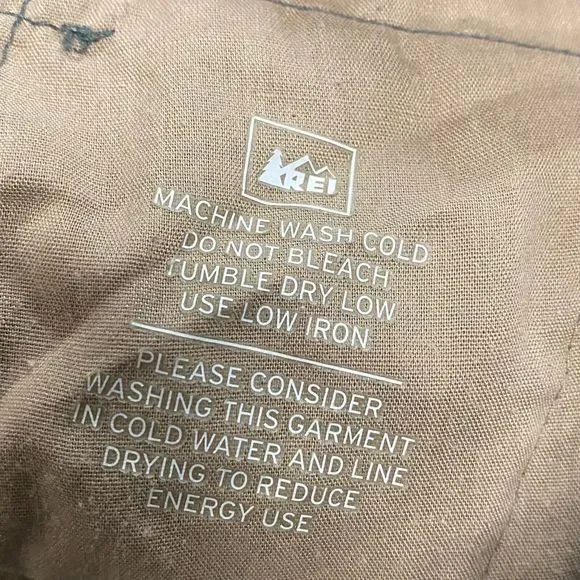 REI
MACHINE WASH COLD
DO NOT BLEACH
TUMBLE DRY LOW
USE LOW IRON
PLEASE CONSIDER
WASHING THIS GARMENT
IN COLD WATER AND LINE
DRYING TO REDUCE
ENERGY USE